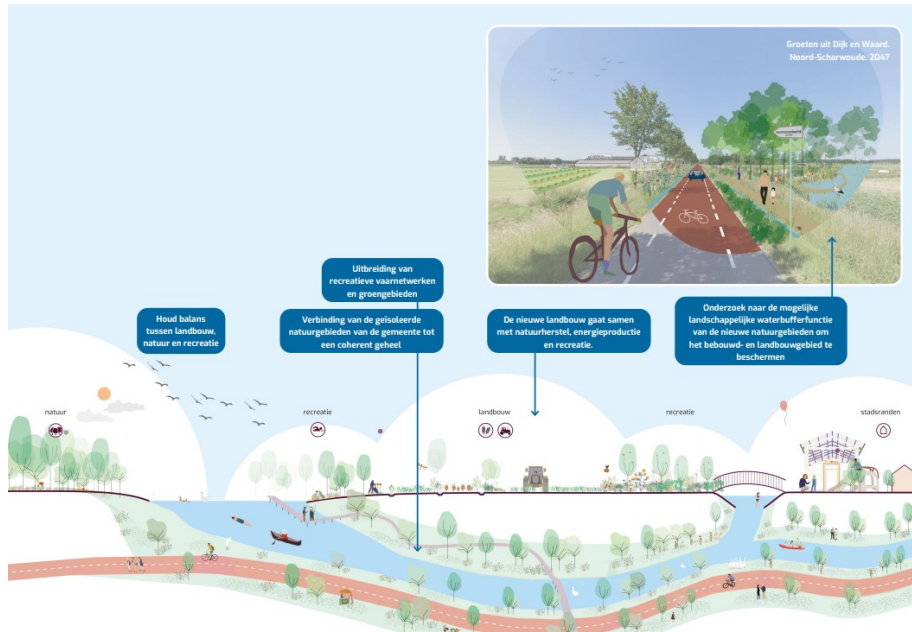 Groeten uit Dijk en Waard,
Noord-Scharwoude, 2047
Uitbreiding van
recreatieve vaarnetwerken
en groengebieden
Houd balans
tussen landbouw,
natuur en recreatie
Verbinding van de geïsoleerde
natuurgebieden van de gemeente tot
een coherent geheel
De nieuwe landbouw gaat samen
met natuurherstel, energieproductie
en recreatie.
Onderzoek naar de mogelijke
landschappelijke waterbufferfunctie
van de nieuwe natuurgebieden om
het bebouwd- en landbouwgebied te
beschermen
natuur
recreatie
landbouw
recreatie
stadsranden